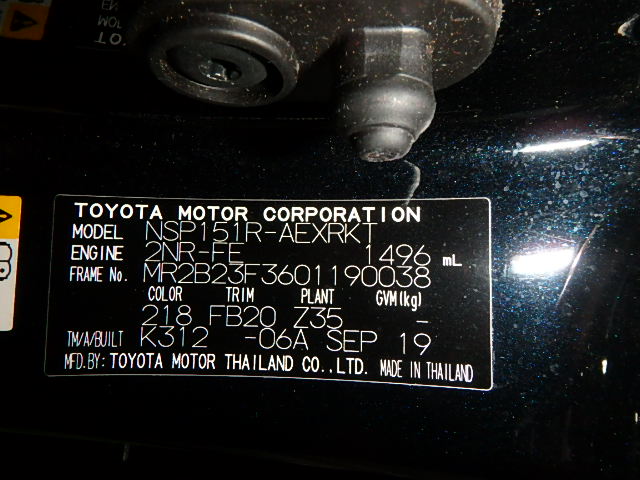 TOYOTA MOTOR CORPORATION
MODEL NSP151R-AEXRKT
ENGINE 2NR-FE 1496 mL
FRAME No. MR2B23F3601190038
COLOR TRIM PLANT GVM(kg)
218 FB20 Z35 -
TM/A/BUILT K312 -06A SEP 19
MFD.BY: TOYOTA MOTOR THAILAND CO.,LTD. MADE IN THAILAND